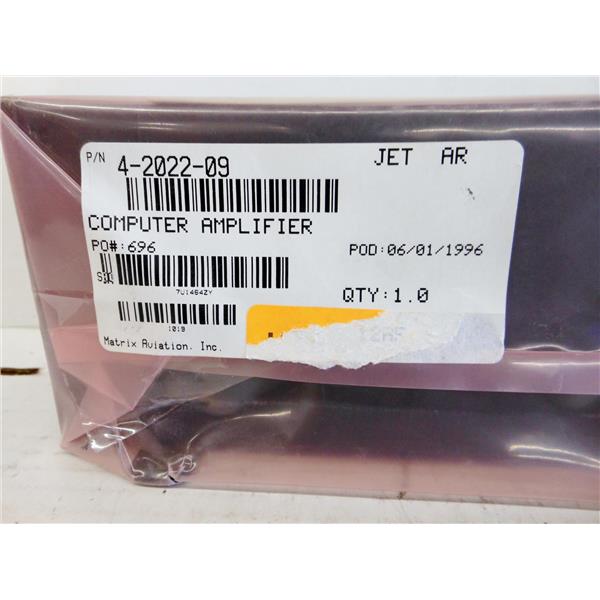 P/N 4-2022-09 JET AR
COMPUTER AMPLIFIER
PO#:696 POD:06/01/1996
7U1464ZY
QTY:1.0
1019
Matrix Aviation. Inc.